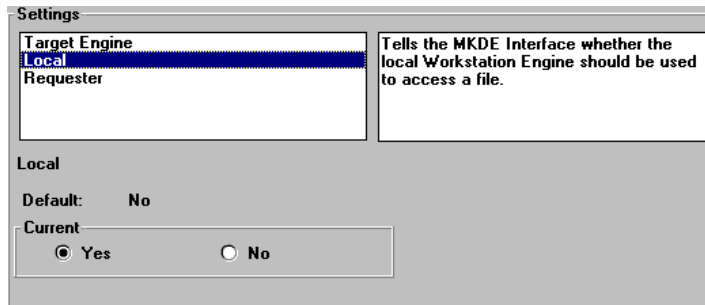 Settings
Target Engine
Local
Requester
Tells the MKDE Interface whether the
local Workstation Engine should be used
to access a file.
Local
Default: No
Current
Yes No